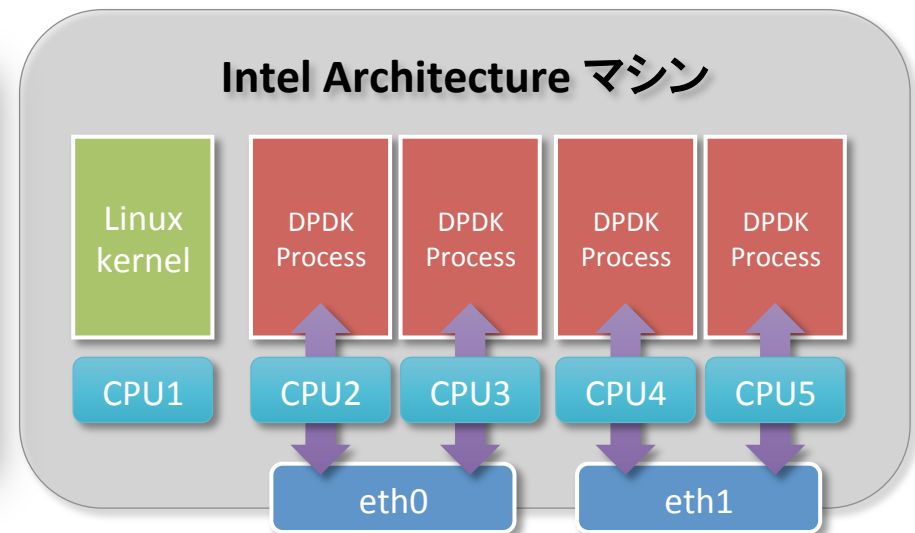 Intel Architecture マシン
Linux
kernel
DPDK
Process
DPDK
Process
DPDK
Process
DPDK
Process
CPU1
CPU2
CPU3
CPU4
CPU5
eth0
eth1